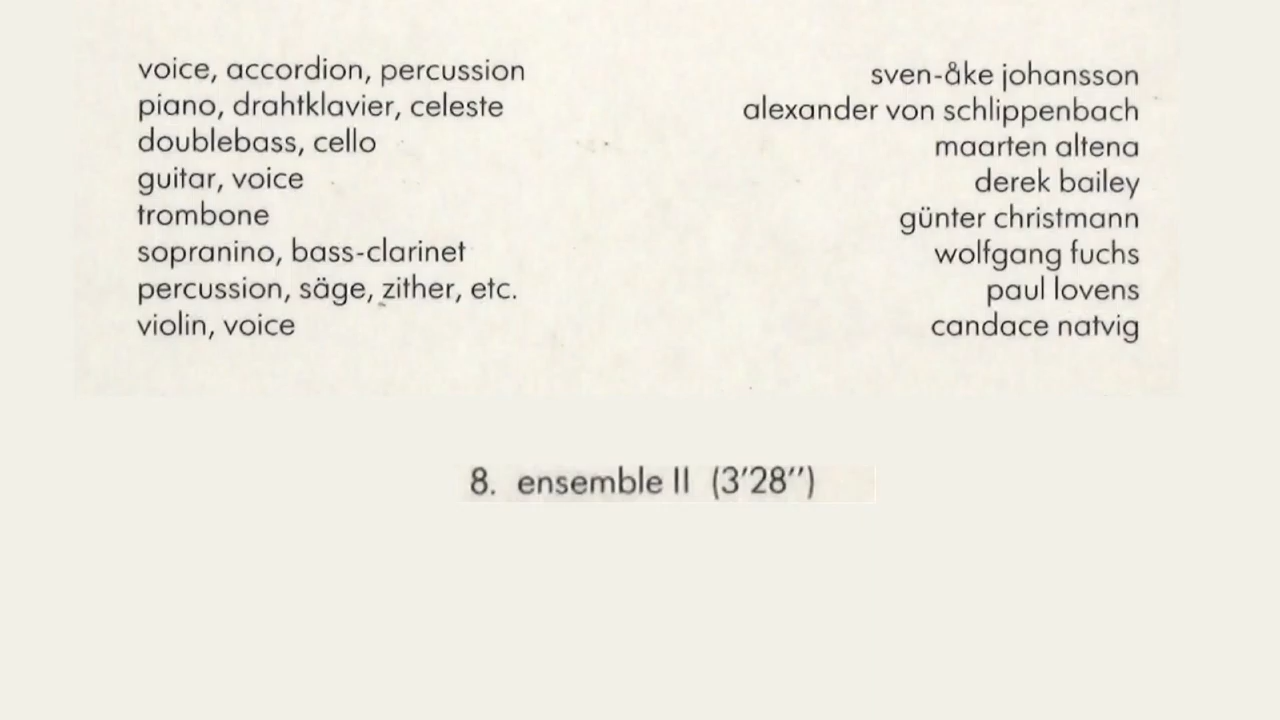 voice, accordion, percussion sven-åke johansson
piano, drahtklavier, celeste alexander von schlippenbach
doublebass, cello maarten altena
guitar, voice derek bailey
trombone günter christmann
sopranino, bass-clarinet wolfgang fuchs
percussion, säge, zither, etc. paul lovens
violin, voice candace natvig
8. ensemble II (3'28'')